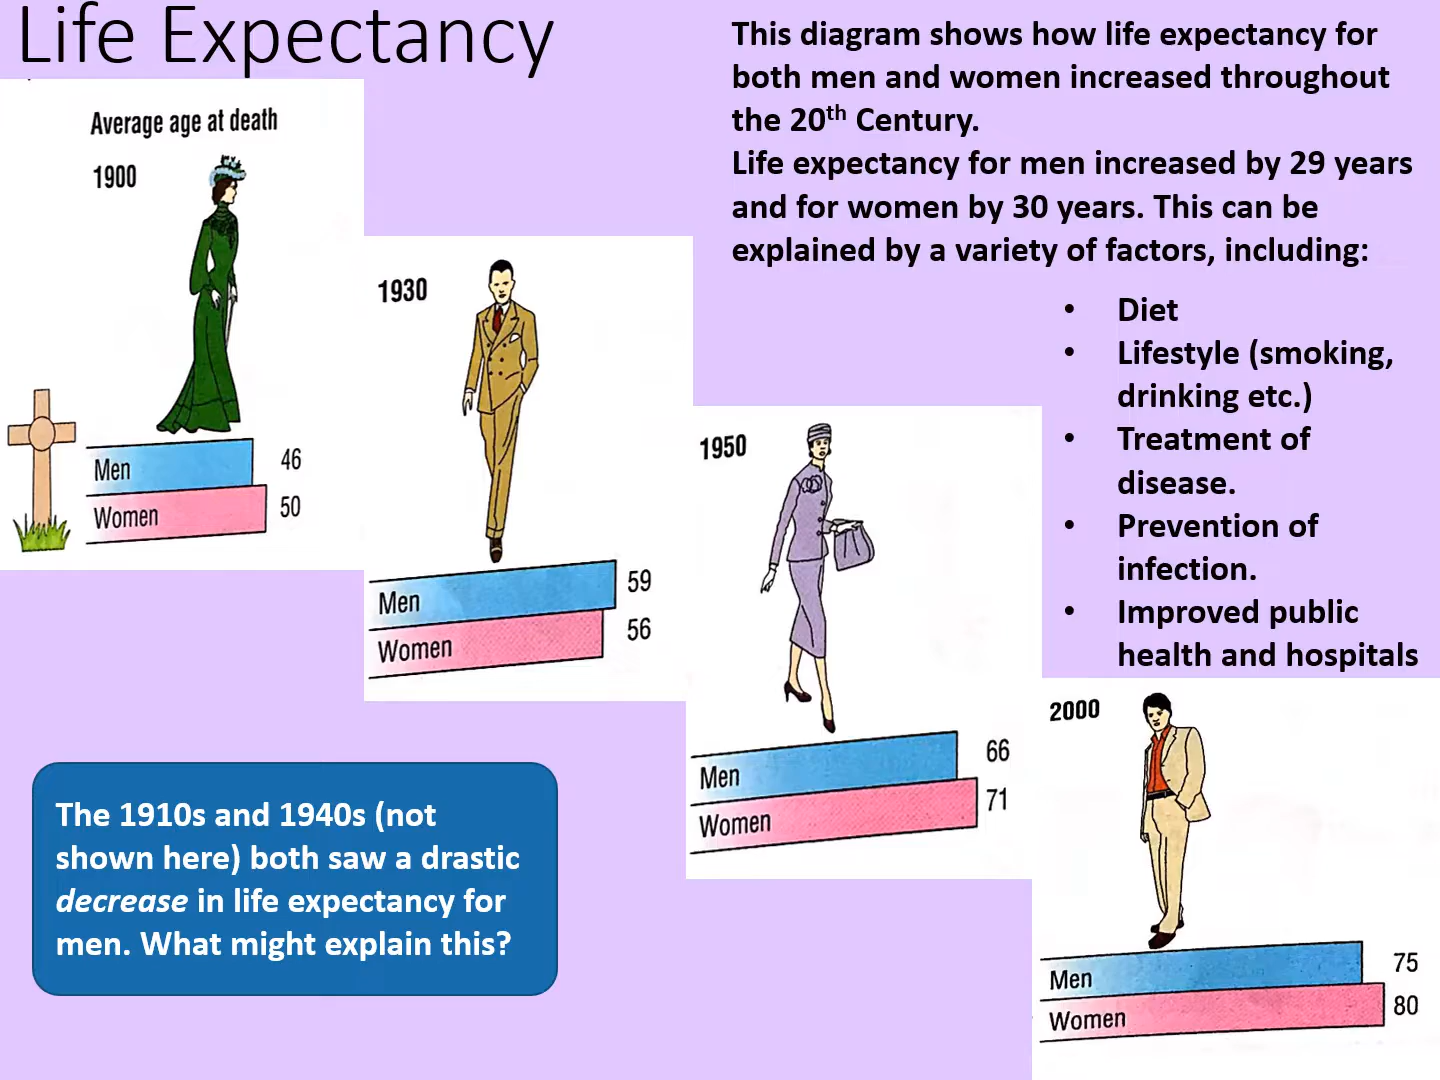 Life Expectancy
Average age at death
1900
Men 46
Women 50
1930
Men 59
Women 56
1950
Men 66
Women 71
2000
Men 75
Women 80
This diagram shows how life expectancy for
both men and women increased throughout
the 20th Century.
Life expectancy for men increased by 29 years
and for women by 30 years. This can be
explained by a variety of factors, including:
• Diet
• Lifestyle (smoking,
drinking etc.)
• Treatment of
disease.
• Prevention of
infection.
• Improved public
health and hospitals
The 1910s and 1940s (not
shown here) both saw a drastic
decrease in life expectancy for
men. What might explain this?